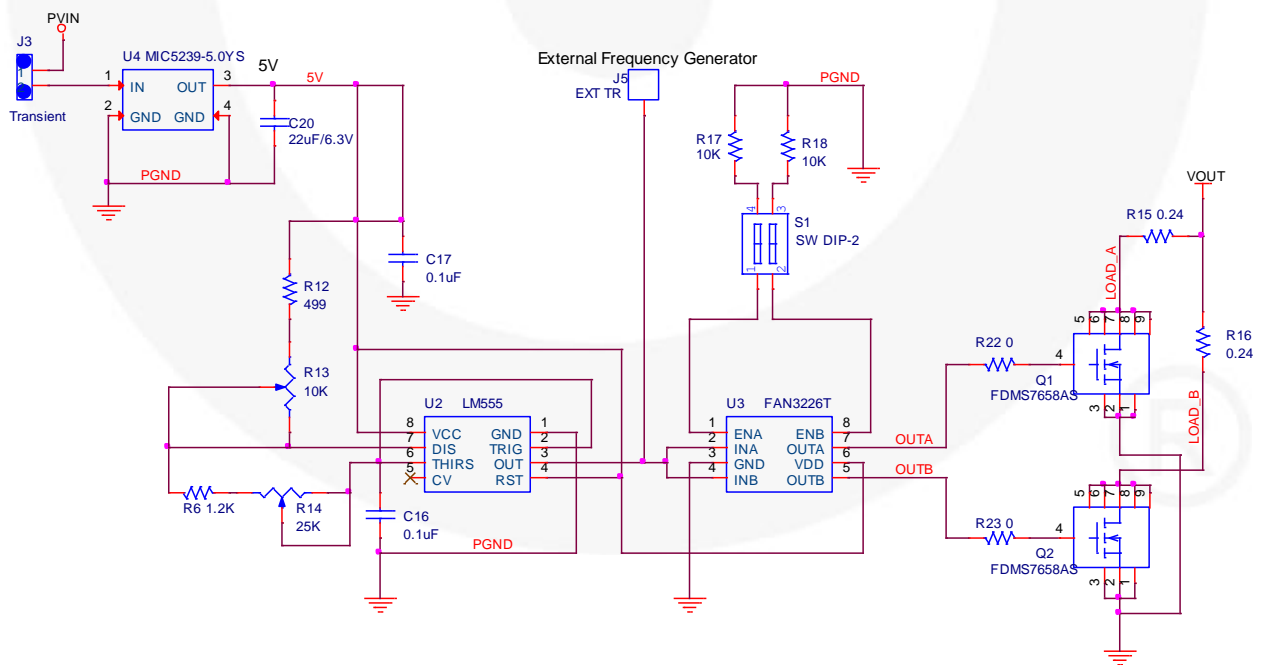 PVIN
J3
1
2
Transient
U4 MIC5239-5.0YS
1
IN
OUT
3
2
GND
GND
4
5V
5V
C20
22uF/6.3V
PGND
External Frequency Generator
J5
EXT TR
PGND
R17
10K
R18
10K
4
3
1
2
S1
SW DIP-2
VOUT
R15 0.24
LOAD_A
R16
0.24
LOAD_B
C17
0.1uF
R12
499
R13
10K
U2 LM555
8
VCC
GND
1
7
DIS
TRIG
2
6
THIRS
OUT
3
5
CV
RST
4
R6 1.2K
R14
25K
C16
0.1uF
PGND
U3 FAN3226T
1
ENA
ENB
8
2
INA
OUTA
7
3
GND
VDD
6
4
INB
OUTB
5
OUTA
OUTB
R22 0
4
5
6
7
8
9
Q1
FDMS7658AS
3
2
1
R23 0
4
5
6
7
8
9
Q2
FDMS7658AS
3
2
1
®